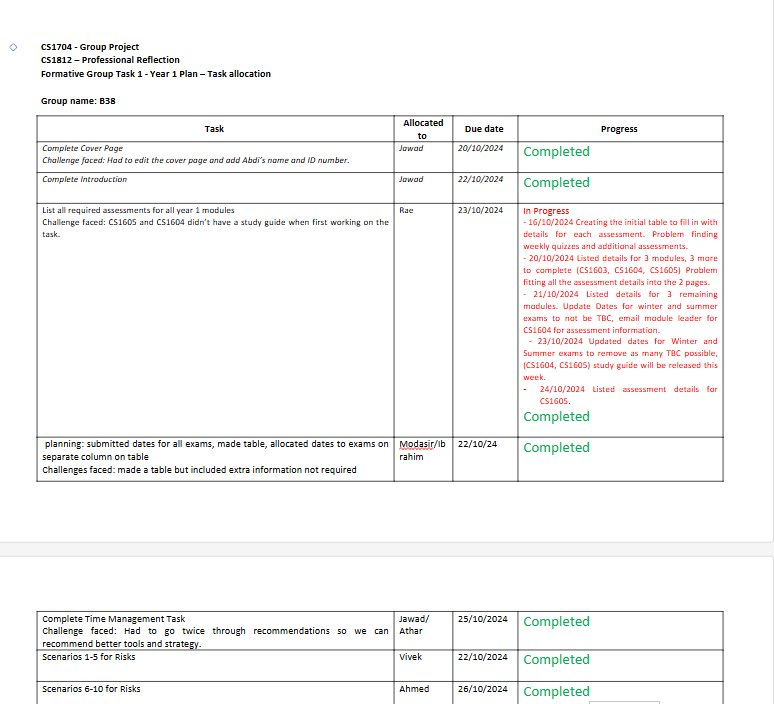 CS1704 - Group Project
CS1812 – Professional Reflection
Formative Group Task 1 - Year 1 Plan – Task allocation
Group name: B38
Task
Allocated
to
Due date
Progress
Complete Cover Page
Challenge faced: Had to edit the cover page and add Abdi's name and ID number.
Jawad
20/10/2024
Completed
Complete Introduction
Jawad
22/10/2024
Completed
List all required assessments for all year 1 modules
Challenge faced: CS1605 and CS1604 didn't have a study guide when first working on the
task.
Rae
23/10/2024
In Progress
- 16/10/2024 Creating the initial table to fill in with
details for each assessment. Problem finding
weekly quizzes and additional assessments.
- 20/10/2024 Listed details for 3 modules, 3 more
to complete (CS1603, CS1604, CS1605) Problem
fitting all the assessment details into the 2 pages.
- 21/10/2024 Listed details for 3 remaining
modules. Update Dates for winter and summer
exams to not be TBC, email module leader for
CS1604 for assessment information.
- 23/10/2024 Updated dates for Winter and
Summer exams to remove as many TBC possible,
(CS1604, CS1605) study guide will be released this
week.
- 24/10/2024 Listed assessment details for
CS1605.
Completed
planning: submitted dates for all exams, made table, allocated dates to exams on
separate column on table
Challenges faced: made a table but included extra information not required
Modasir/Ib
rahim
22/10/24
Completed
Complete Time Management Task
Challenge faced: Had to go twice through recommendations so we can
recommend better tools and strategy.
Jawad/
Athar
25/10/2024
Completed
Scenarios 1-5 for Risks
Vivek
22/10/2024
Completed
Scenarios 6-10 for Risks
Ahmed
26/10/2024
Completed